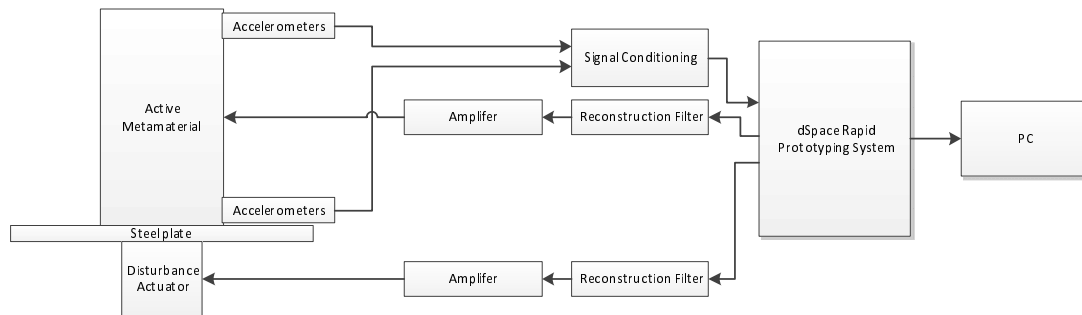 Accelerometers
Signal Conditioning
Active
Metamaterial
Amplifer
Reconstruction Filter
dSpace Rapid
Prototyping System
PC
Accelerometers
Steel plate
Disturbance
Actuator
Amplifer
Reconstruction Filter